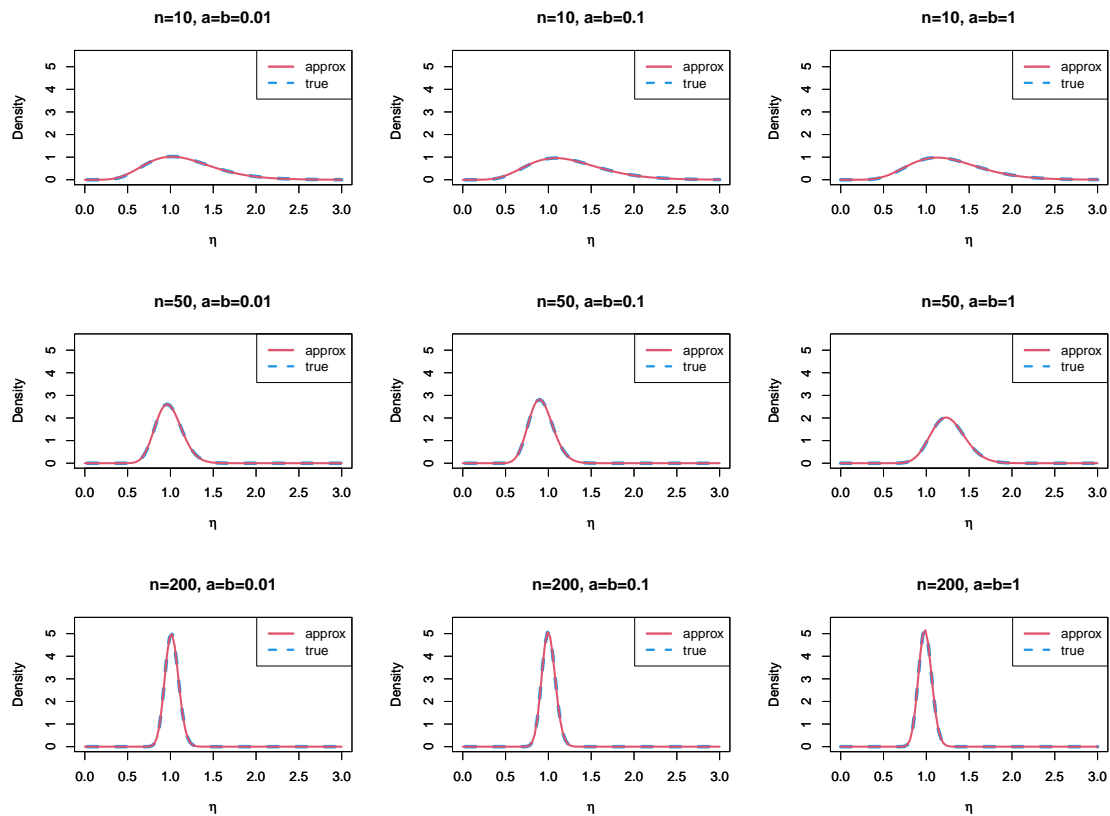 n=10, a=b=0.01
Density
0 1 2 3 4 5
approx
true
0.0 0.5 1.0 1.5 2.0 2.5 3.0
η
n=10, a=b=0.1
Density
0 1 2 3 4 5
approx
true
0.0 0.5 1.0 1.5 2.0 2.5 3.0
η
n=10, a=b=1
Density
0 1 2 3 4 5
approx
true
0.0 0.5 1.0 1.5 2.0 2.5 3.0
η
n=50, a=b=0.01
Density
0 1 2 3 4 5
approx
true
0.0 0.5 1.0 1.5 2.0 2.5 3.0
η
n=50, a=b=0.1
Density
0 1 2 3 4 5
approx
true
0.0 0.5 1.0 1.5 2.0 2.5 3.0
η
n=50, a=b=1
Density
0 1 2 3 4 5
approx
true
0.0 0.5 1.0 1.5 2.0 2.5 3.0
η
n=200, a=b=0.01
Density
0 1 2 3 4 5
approx
true
0.0 0.5 1.0 1.5 2.0 2.5 3.0
η
n=200, a=b=0.1
Density
0 1 2 3 4 5
approx
true
0.0 0.5 1.0 1.5 2.0 2.5 3.0
η
n=200, a=b=1
Density
0 1 2 3 4 5
approx
true
0.0 0.5 1.0 1.5 2.0 2.5 3.0
η